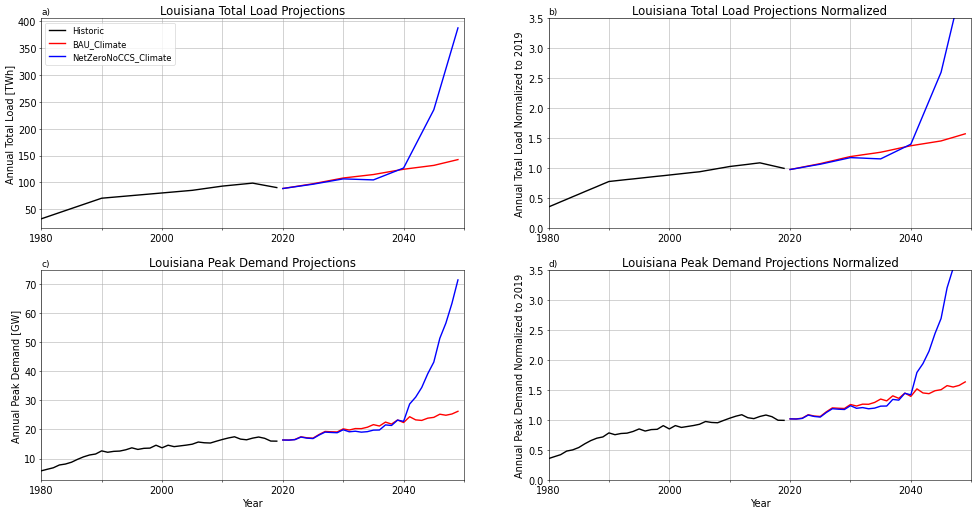 a)
Louisiana Total Load Projections
Annual Total Load [TWh]
400
350
300
250
200
150
100
50
Historic
BAU_Climate
NetZeroNoCCS_Climate
1980
2000
2020
2040
b)
Louisiana Total Load Projections Normalized
Annual Total Load Normalized to 2019
3.5
3.0
2.5
2.0
1.5
1.0
0.5
0.0
1980
2000
2020
2040
c)
Louisiana Peak Demand Projections
Annual Peak Demand [GW]
70
60
50
40
30
20
10
1980
2000
2020
2040
Year
d)
Louisiana Peak Demand Projections Normalized
Annual Peak Demand Normalized to 2019
3.5
3.0
2.5
2.0
1.5
1.0
0.5
0.0
1980
2000
2020
2040
Year